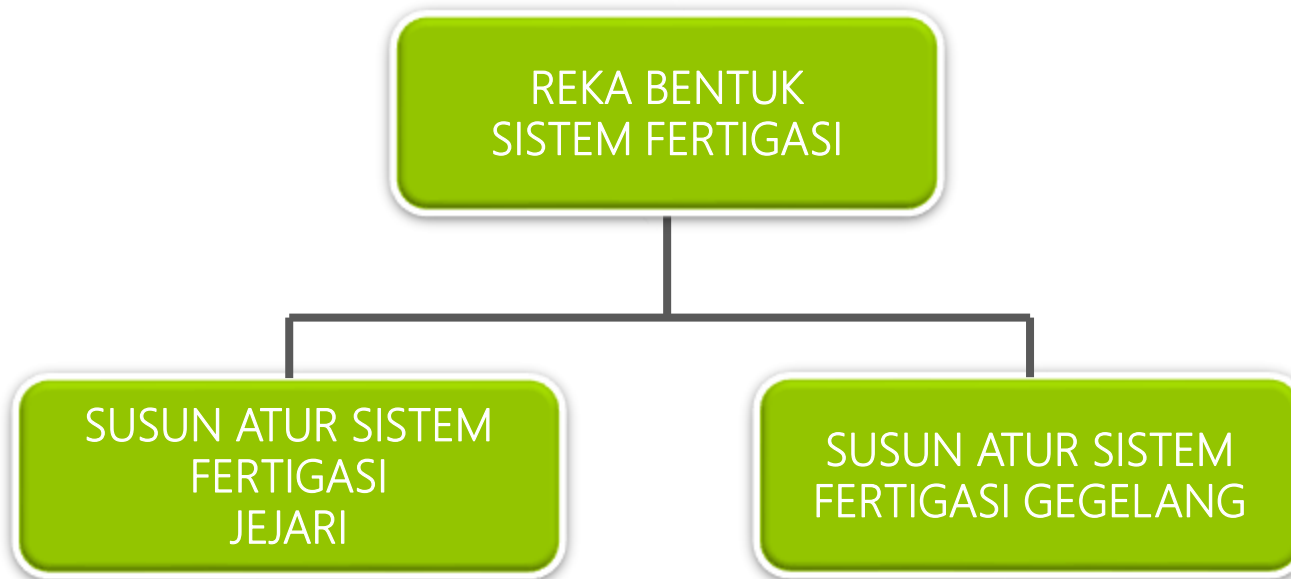 REKA BENTUK
SISTEM FERTIGASI
SUSUN ATUR SISTEM
FERTIGASI
JEJARI
SUSUN ATUR SISTEM
FERTIGASI GEGELANG